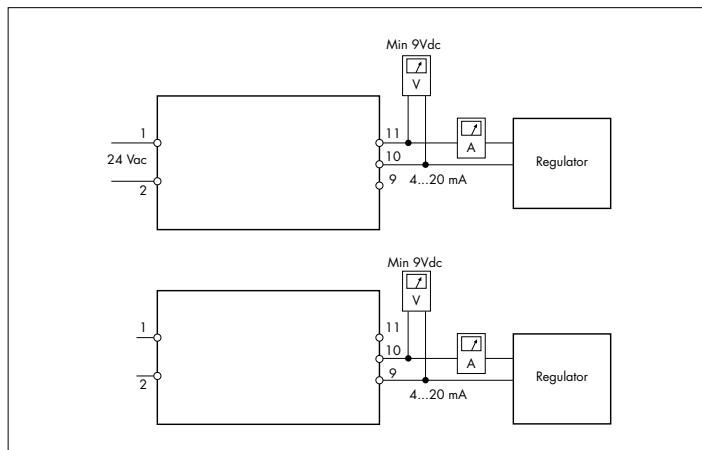 Min 9Vdc
V
1
11
A
24 Vac
10
Regulator
2
9
4...20 mA
Min 9Vdc
V
1
11
10
A
2
9
Regulator
4...20 mA